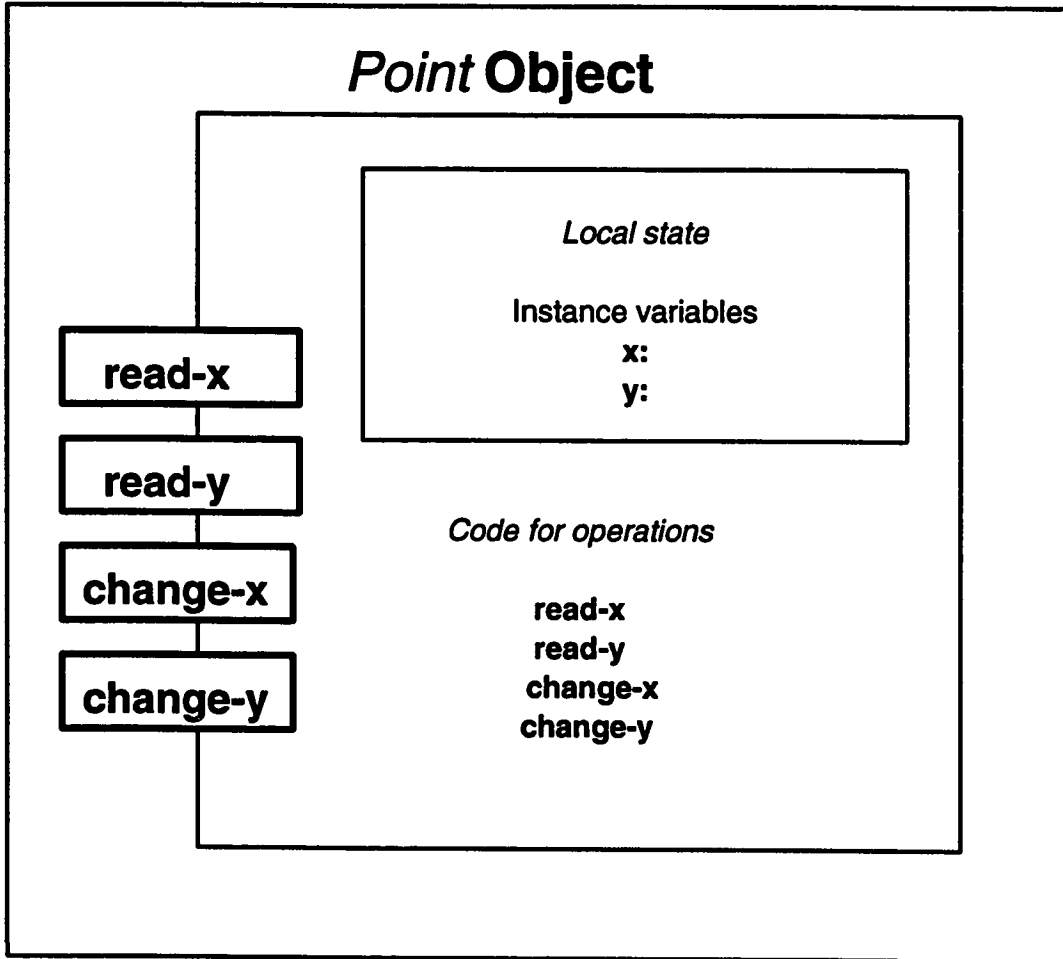 Point Object
Local state
Instance variables
x:
y:
read-x
read-y
change-x
change-y
Code for operations
read-x
read-y
change-x
change-y